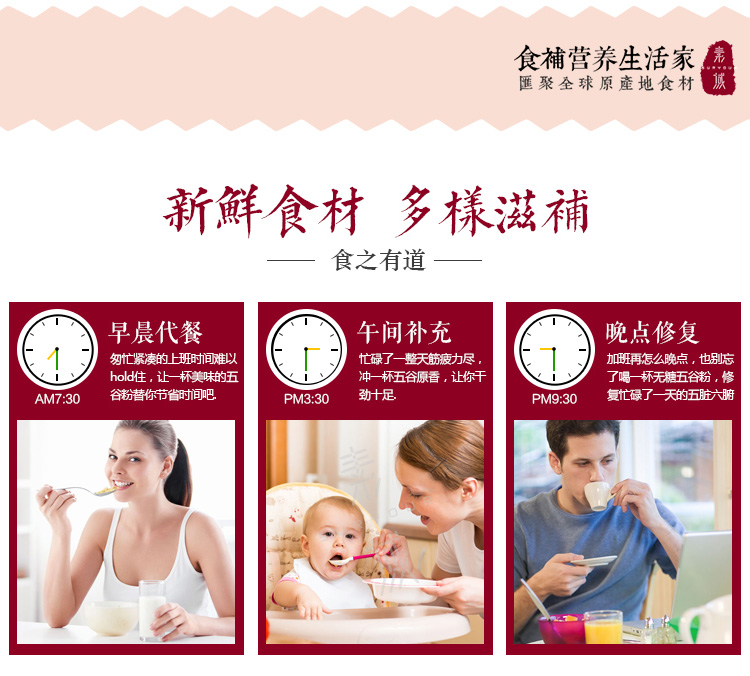 食補营养生活家
匯聚全球原產地食材
素斌
新鮮食材 多樣滋補
食之有道
早晨代餐
匆忙紧凑的上班时间难以
hold住，让一杯美味的五
谷粉替你节省时间吧.
AM7:30
午间补充
忙碌了一整天筋疲力尽，
冲一杯五谷原香，让你干
劲十足.
PM3:30
晚点修复
加班再怎么晚点，也别忘
了喝一杯无糖五谷粉，修
复忙碌了一天的五脏六腑
PM9:30